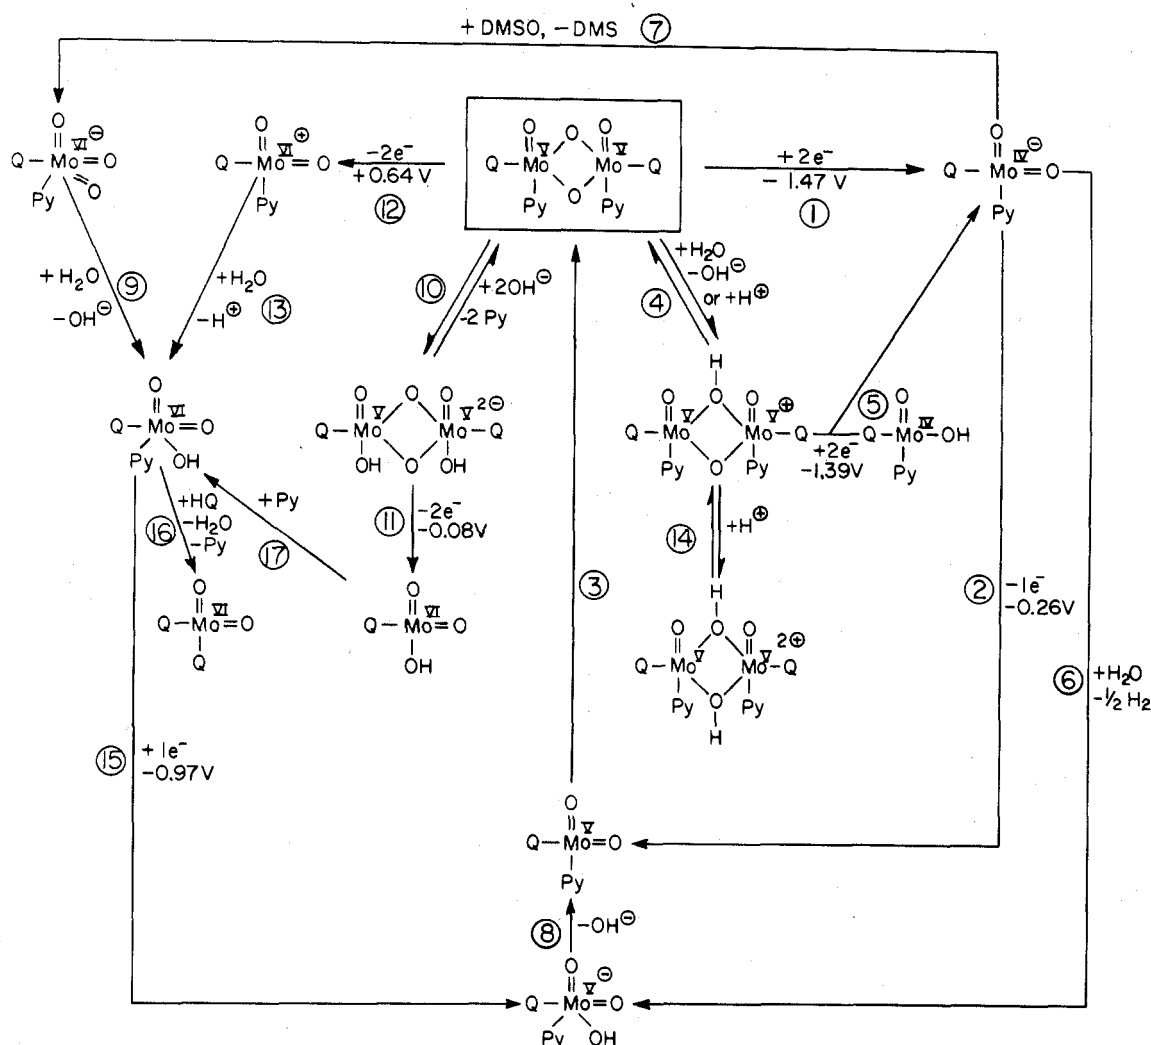 + DMSO, −DMS ⑦
O O O O O O
Q−Mo=O VI ⊖ Q−Mo=O VI ⊕ Q−Mo V Mo−Q V Q−Mo=O IV ⊖
O
Py Py O Py Py Py
−2e⁻
+0.64 V
⑫
+2e⁻
−1.47 V
①
+H₂O
−OH⊖
⑨
+H₂O
−H⊕
⑬
⑩
+2OH⊖
−2 Py
+H₂O
−OH⊖
or +H⊕
④
O
Q−Mo=O VI
Py OH
O O O
Q−Mo V Mo−Q V 2⊖
OH O OH
H
O O O
Q−Mo V Mo−Q V ⊕
Py O Py
⑤
+2e⁻
−1.39V
O
Q−Mo−OH IV
Py
+HQ
−H₂O
−Py
⑯
+Py
⑰
⑪
−2e⁻
−0.08V
⑭
+H⊕
③
②
−1e⁻
−0.26V
O
Q−Mo=O VI
Q
O
Q−Mo=O VI
OH
H
O O O
Q−Mo V Mo−Q V 2⊕
Py O Py
H
⑥
+H₂O
−½ H₂
⑮
+ 1e⁻
−0.97V
O
Q−Mo=O V
Py
⑧
−OH⊖
O
Q−Mo=O V ⊖
Py OH